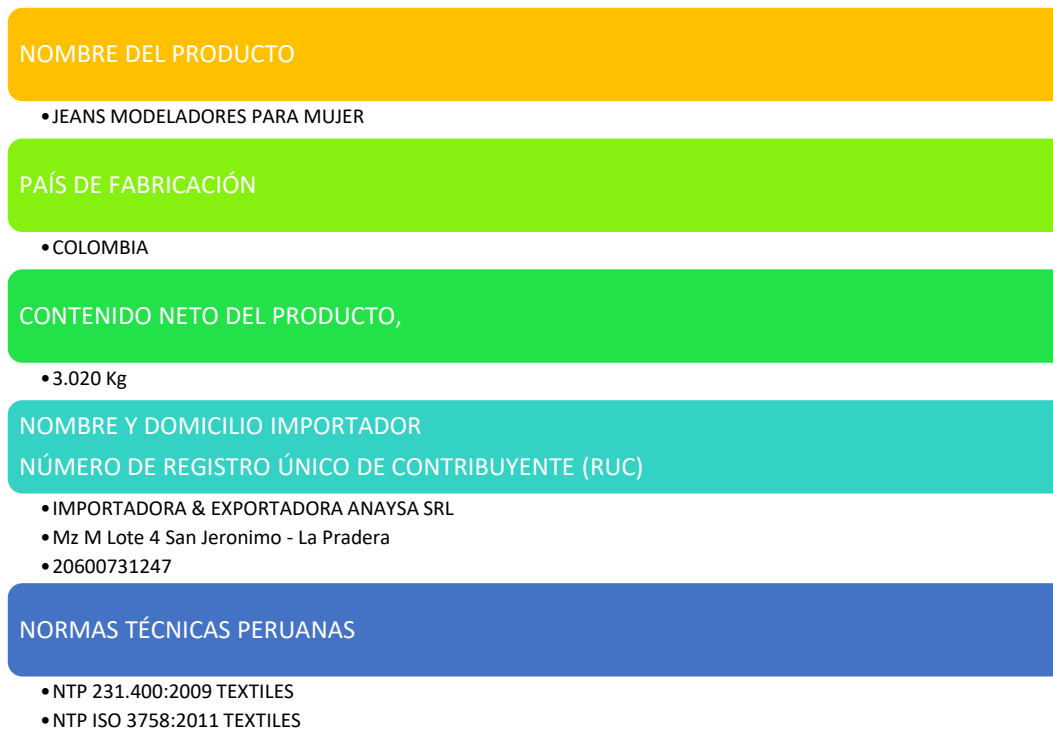 NOMBRE DEL PRODUCTO
•JEANS MODELADORES PARA MUJER
PAÍS DE FABRICACIÓN
•COLOMBIA
CONTENIDO NETO DEL PRODUCTO,
•3.020 Kg
NOMBRE Y DOMICILIO IMPORTADOR
NÚMERO DE REGISTRO ÚNICO DE CONTRIBUYENTE (RUC)
•IMPORTADORA & EXPORTADORA ANAYSA SRL
•Mz M Lote 4 San Jeronimo - La Pradera
•20600731247
NORMAS TÉCNICAS PERUANAS
•NTP 231.400:2009 TEXTILES
•NTP ISO 3758:2011 TEXTILES